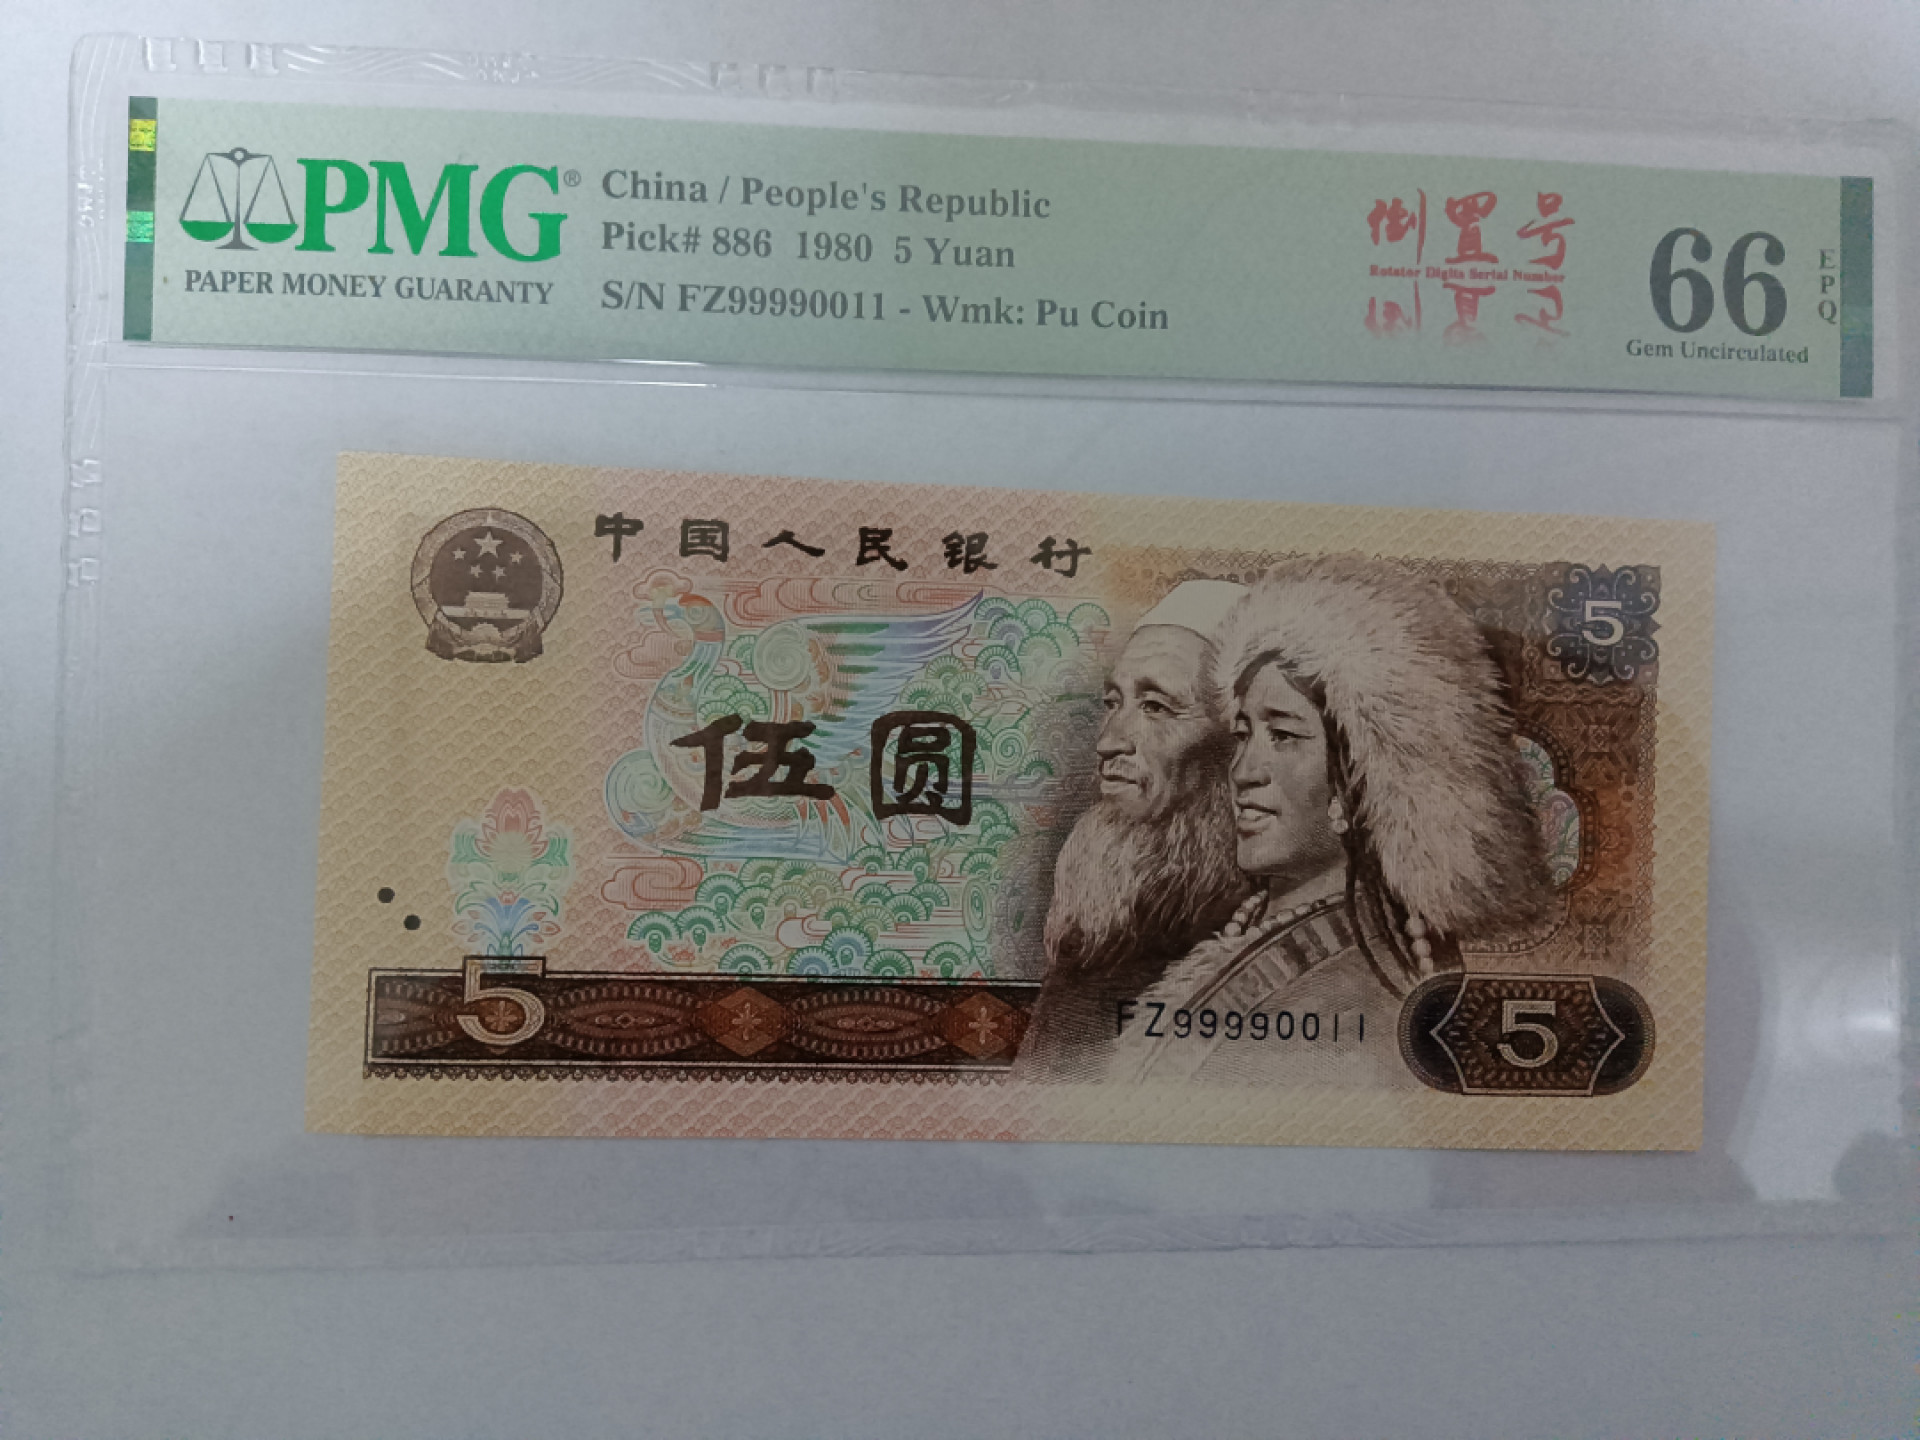 PMG®
PAPER MONEY GUARANTY
China / People's Republic
Pick# 886 1980 5 Yuan
S/N FZ99990011 - Wmk: Pu Coin
倒置号
Rotator Digits Serial Number
66
EPQ
Gem Uncirculated
中国人民银行
5
伍圆
5
FZ99990011
5